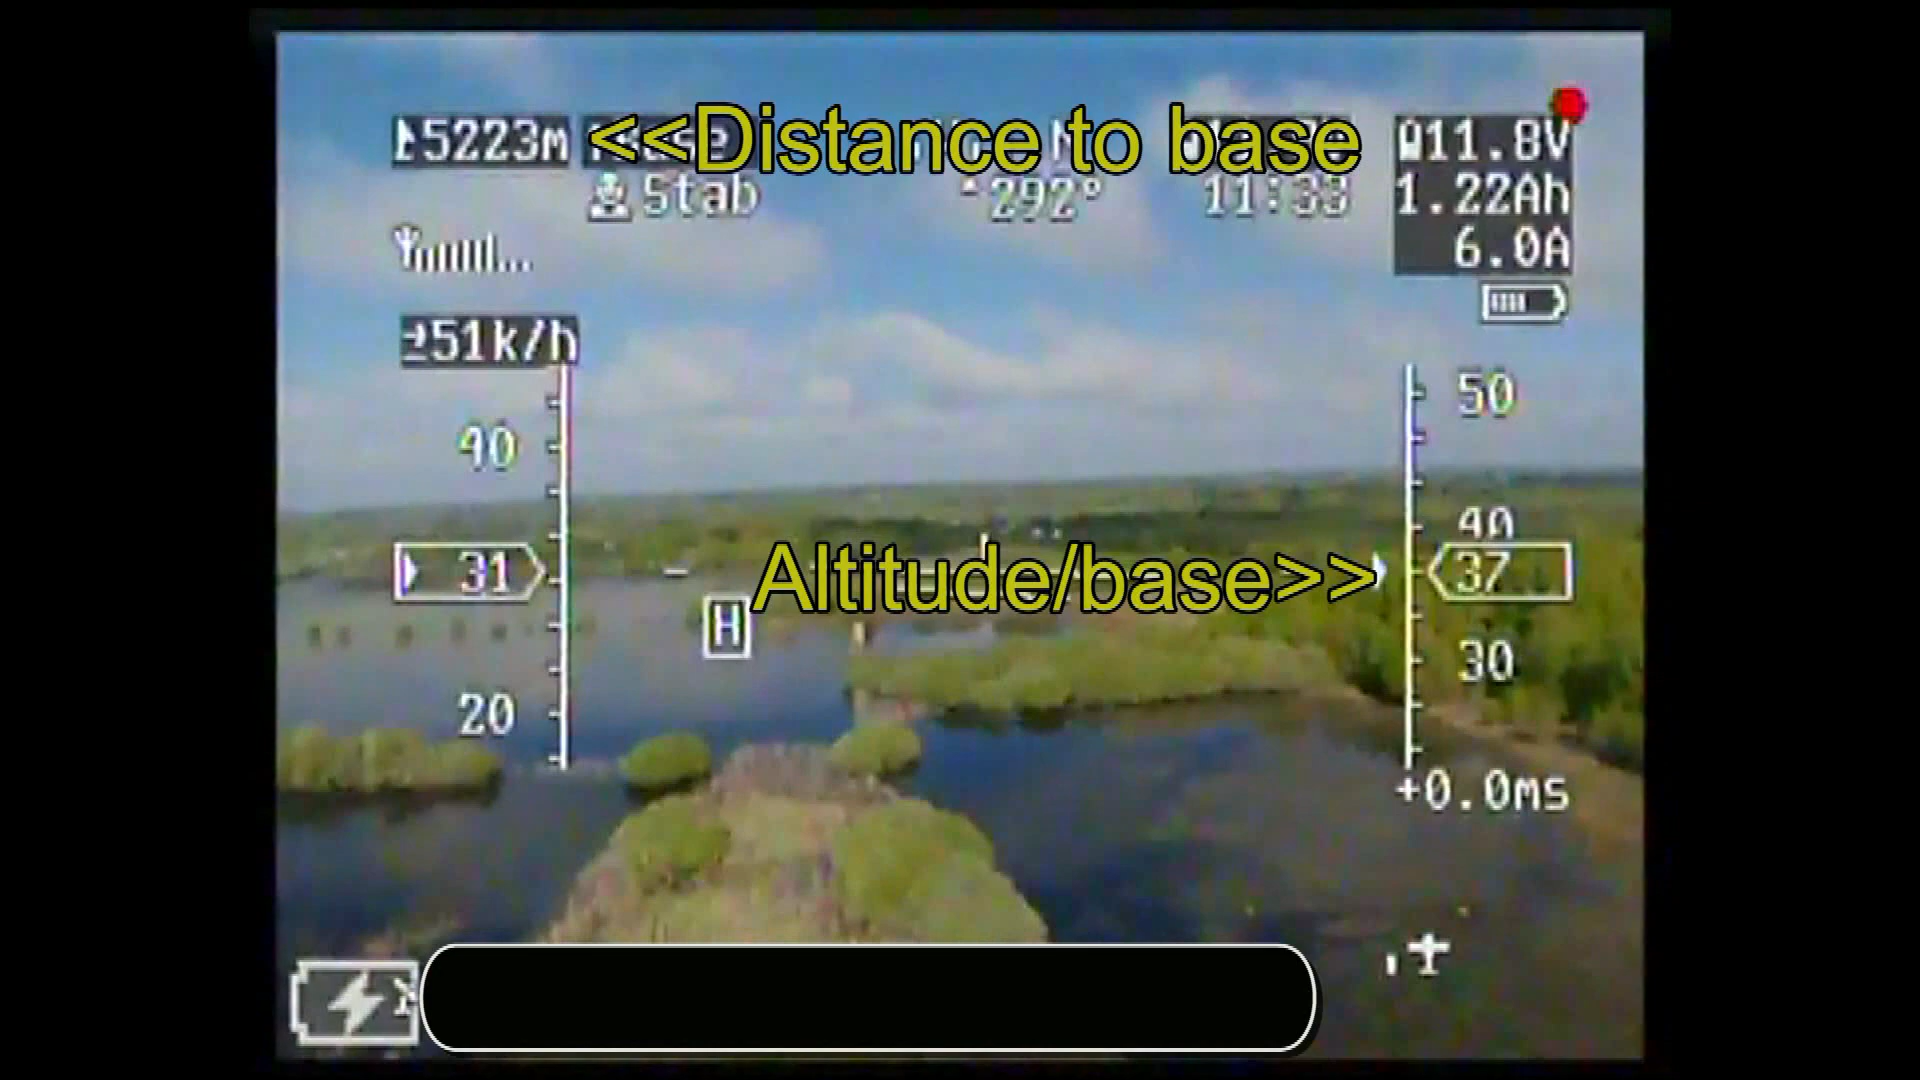 5223m <<Distance to base 11.8V
Stab 292° 11:33 1.22Ah
6.0A
51k/h
50
40
40
31 Altitude/base>> 37
H
30
20
+0.0ms